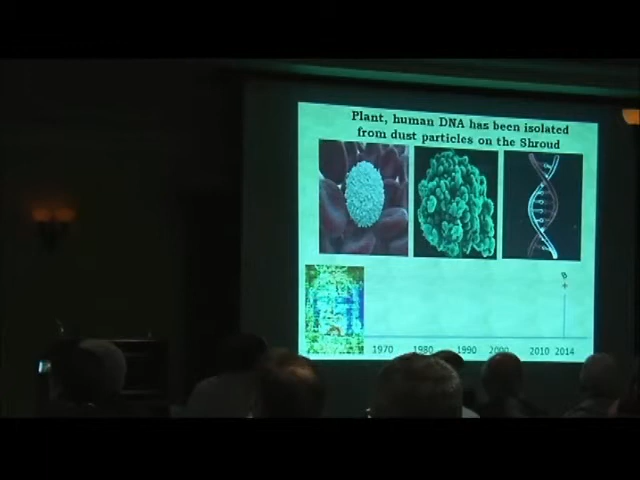 Plant, human DNA has been isolated
from dust particles on the Shroud
1970 1980 1990 2000 2010 2014